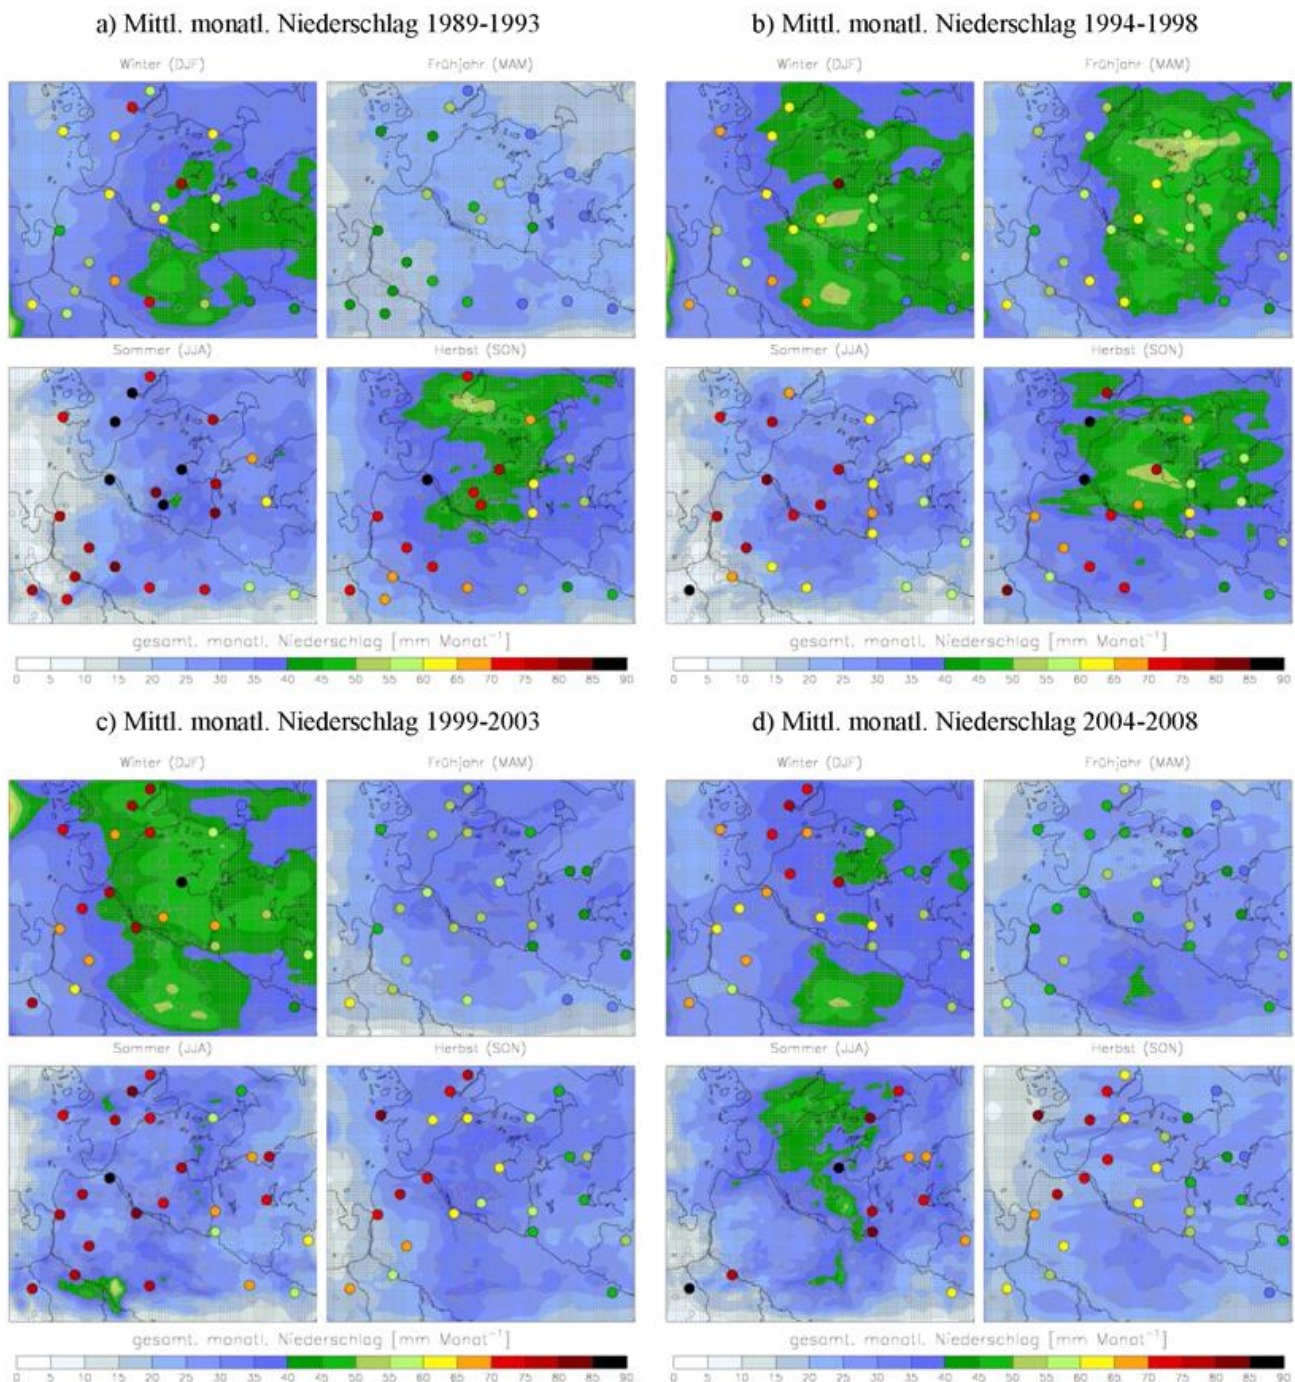 a) Mittl. monatl. Niederschlag 1989-1993
b) Mittl. monatl. Niederschlag 1994-1998
Winter (DJF)
Frühjahr (MAM)
Winter (DJF)
Frühjahr (MAM)
Sommer (JJA)
Herbst (SON)
Sommer (JJA)
Herbst (SON)
gesamt. monatl. Niederschlag [mm Monat⁻¹]
gesamt. monatl. Niederschlag [mm Monat⁻¹]
0 5 10 15 20 25 30 35 40 45 50 55 60 65 70 75 80 85 90
0 5 10 15 20 25 30 35 40 45 50 55 60 65 70 75 80 85 90
c) Mittl. monatl. Niederschlag 1999-2003
d) Mittl. monatl. Niederschlag 2004-2008
Winter (DJF)
Frühjahr (MAM)
Winter (DJF)
Frühjahr (MAM)
Sommer (JJA)
Herbst (SON)
Sommer (JJA)
Herbst (SON)
gesamt. monatl. Niederschlag [mm Monat⁻¹]
gesamt. monatl. Niederschlag [mm Monat⁻¹]
0 5 10 15 20 25 30 35 40 45 50 55 60 65 70 75 80 85 90
0 5 10 15 20 25 30 35 40 45 50 55 60 65 70 75 80 85 90